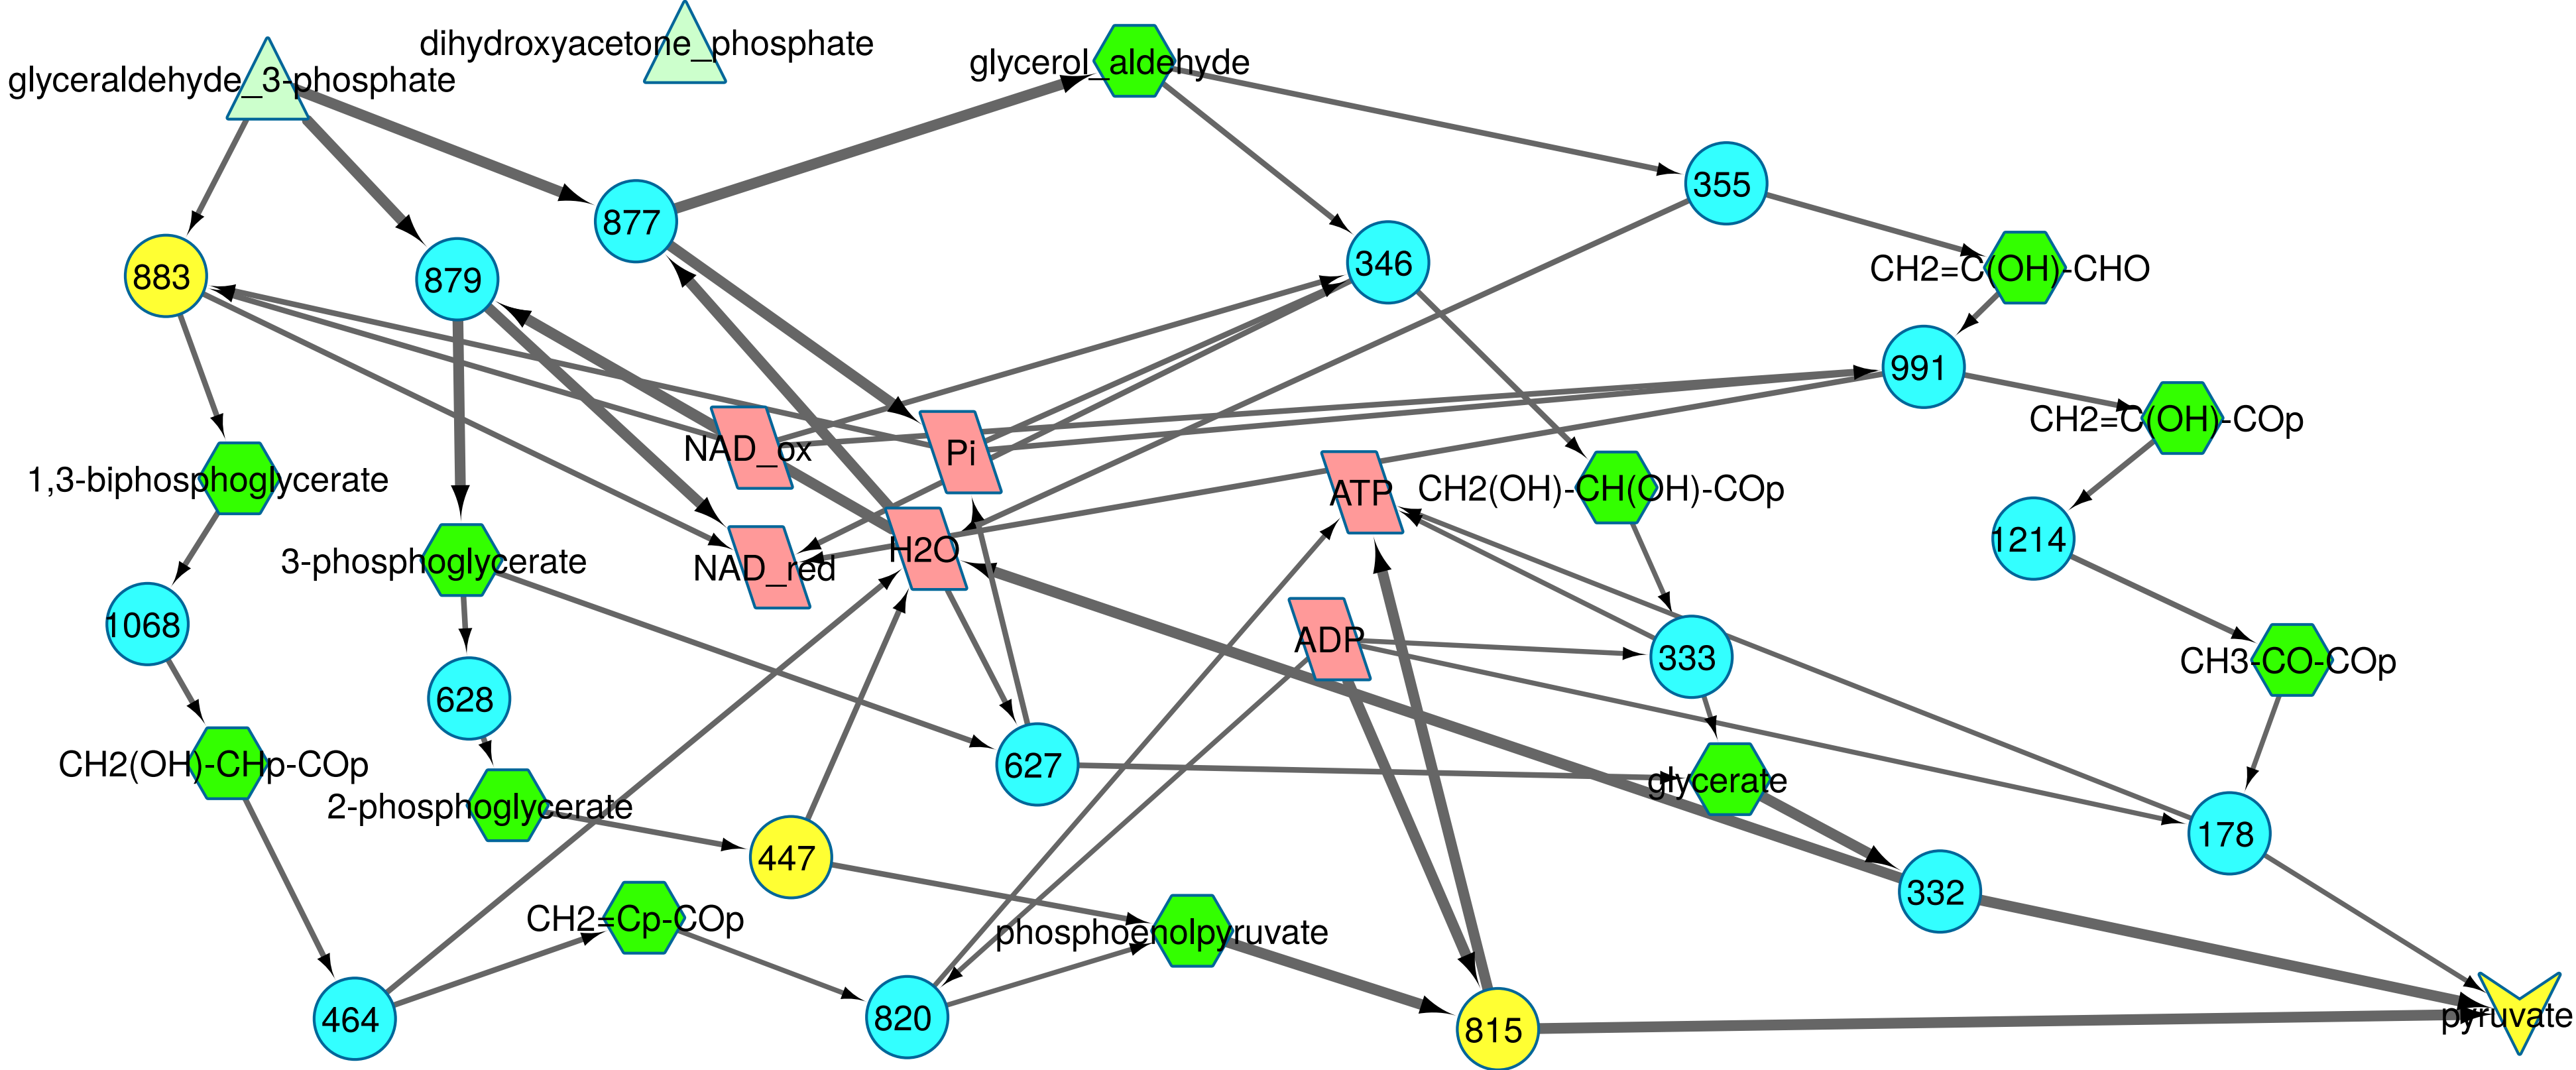 dihydroxyacetone_phosphate
glycerol_aldehyde
glyceraldehyde_3-phosphate
355
877
346
CH2=C(OH)-CHO
883
879
991
CH2=C(OH)-COp
NAD_ox
Pi
1,3-biphosphoglycerate
ATP
CH2(OH)-CH(OH)-COp
1214
H2O
3-phosphoglycerate
NAD_red
1068
ADP
333
CH3-CO-COp
628
CH2(OH)-CHp-COp
627
glycerate
2-phosphoglycerate
178
447
332
CH2=Cp-COp
phosphoenolpyruvate
464
820
815
pyruvate